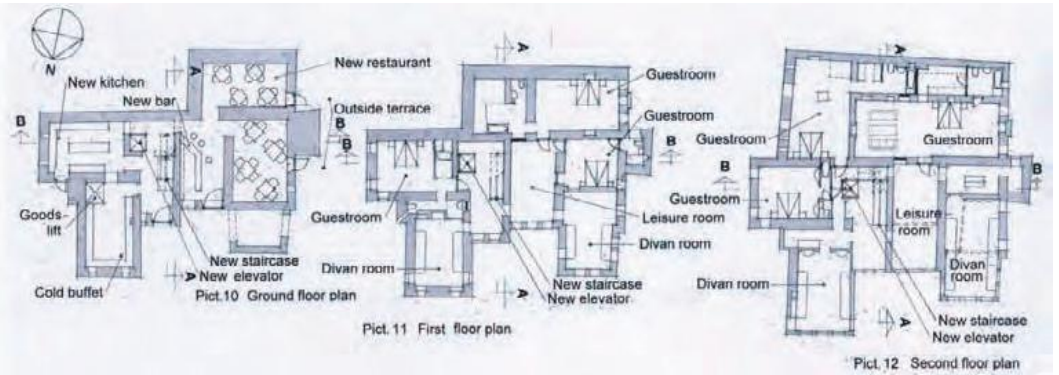 N
New kitchen
New bar
A
New restaurant
Outside terrace
B
B
Goods
lift
Cold buffet
New staircase
New elevator
A
Pict.10 Ground floor plan
A
Guestroom
Guestroom
B
B
Guestroom
Leisure room
Divan room
Divan room
New staircase
New elevator
A
Pict. 11 First floor plan
A
Guestroom
Guestroom
B
B
Guestroom
Leisure
room
Divan
room
Divan room
A
New staircase
New elevator
Pict. 12 Second floor plan